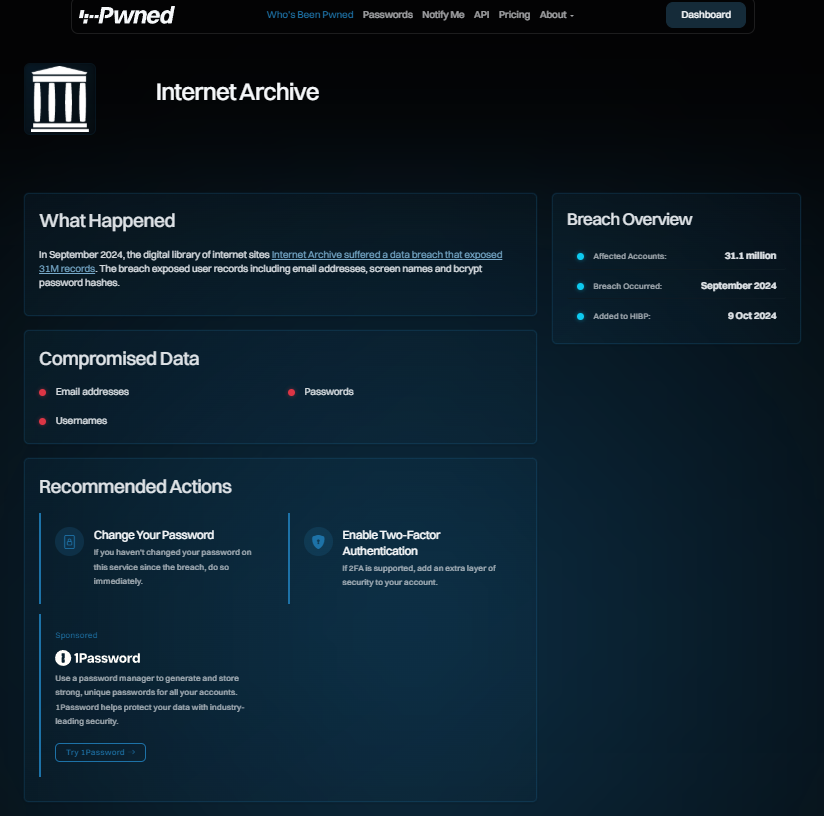 Pwned
Who's Been Pwned Passwords Notify Me API Pricing About
Dashboard
Internet Archive
What Happened
In September 2024, the digital library of internet sites Internet Archive suffered a data breach that exposed
31M records. The breach exposed user records including email addresses, screen names and bcrypt
password hashes.
Breach Overview
Affected Accounts: 31.1 million
Breach Occurred: September 2024
Added to HIBP: 9 Oct 2024
Compromised Data
Email addresses
Passwords
Usernames
Recommended Actions
Change Your Password
If you haven't changed your password on
this service since the breach, do so
immediately.
Enable Two-Factor
Authentication
If 2FA is supported, add an extra layer of
security to your account.
Sponsored
1Password
Use a password manager to generate and store
strong, unique passwords for all your accounts.
1Password helps protect your data with industry-
leading security.
Try 1Password →